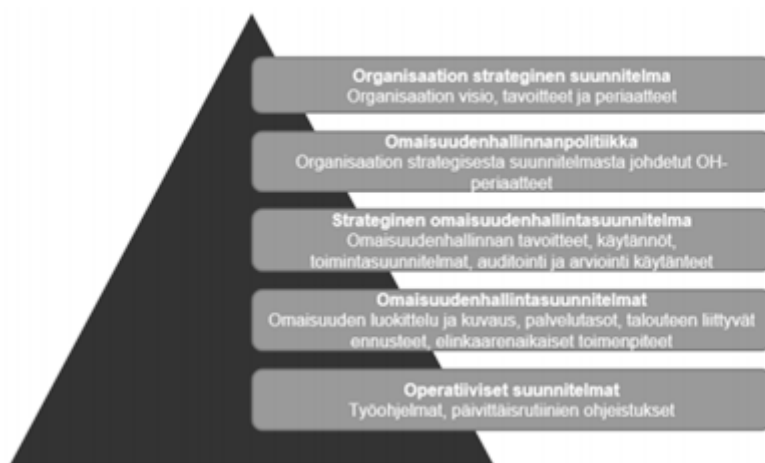 Organisaation strateginen suunnitelma
Organisaation visio, tavoitteet ja periaatteet
Omaisuudenhallinnanpolitiikka
Organisaation strategisesta suunnitelmasta johdetut OH-
periaatteet
Strateginen omaisuudenhallintasuunnitelma
Omaisuudenhallinnan tavoitteet, käytännöt,
toimintasuunnitelmat, auditointi ja arviointi käytänteet
Omaisuudenhallintasuunnitelmat
Omaisuuden luokittelu ja kuvaus, palvelutasot, talouteen liittyvät
ennusteet, elinkaarenaikaiset toimenpiteet
Operatiiviset suunnitelmat
Työohjelmat, päivittäisrutiinien ohjeistukset